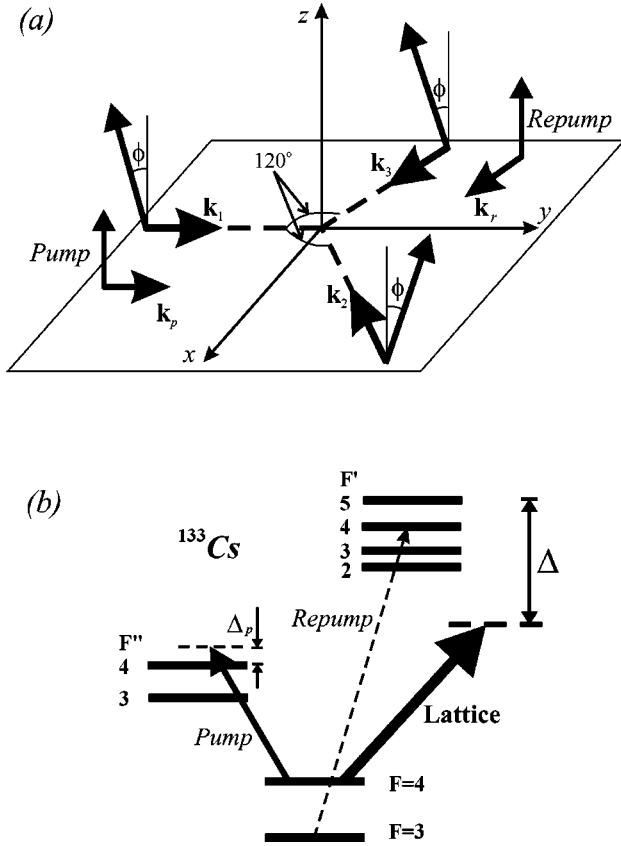 (a)
z
ϕ
ϕ
Repump
120°
k₃
k₁
kᵣ
y
Pump
k₂
ϕ
kₚ
x
(b)
F'
5
¹³³Cs
4
3
2
Δ
Δₚ
Repump
F"
4
3
Lattice
Pump
F=4
F=3